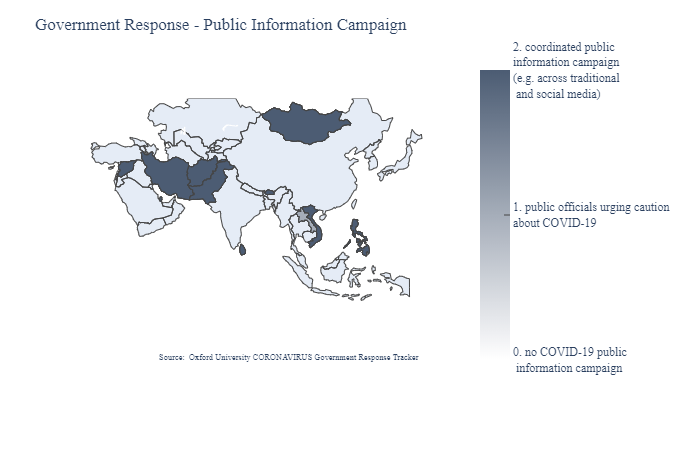 Government Response - Public Information Campaign
2. coordinated public
information campaign
(e.g. across traditional
and social media)
1. public officials urging caution
about COVID-19
0. no COVID-19 public
information campaign
Source: Oxford University CORONAVIRUS Government Response Tracker